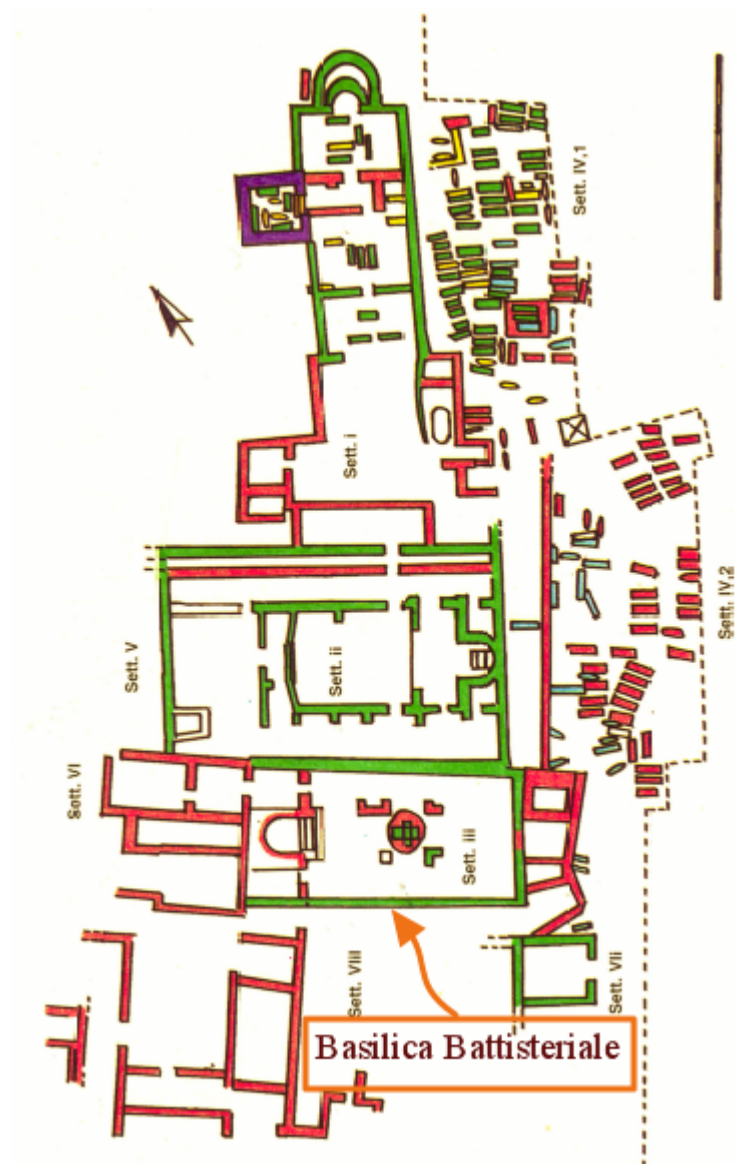 Sett. IV,1
Sett. i
Sett. IV,2
Sett. V
Sett. ii
Sett. VI
Sett. iii
Sett. VIII
Sett. VII
Basilica Battisteriale